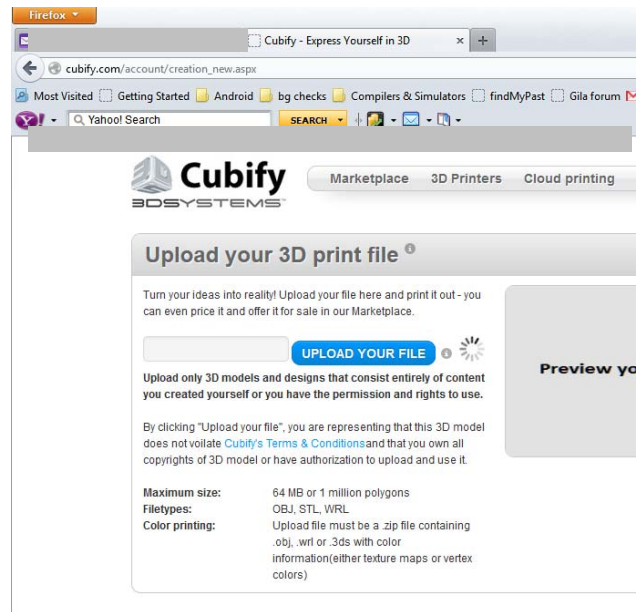 Firefox
Cubify - Express Yourself in 3D × +
cubify.com/account/creation_new.aspx
Most Visited Getting Started Android bg checks Compilers & Simulators findMyPast Gila forum
Y! Yahoo! Search SEARCH
Cubify
3DSYSTEMS
Marketplace 3D Printers Cloud printing
Upload your 3D print file
Turn your ideas into reality! Upload your file here and print it out - you
can even price it and offer it for sale in our Marketplace.
UPLOAD YOUR FILE
Preview yo
Upload only 3D models and designs that consist entirely of content
you created yourself or you have the permission and rights to use.
By clicking "Upload your file", you are representing that this 3D model
does not voilate Cubify's Terms & Conditionsand that you own all
copyrights of 3D model or have authorization to upload and use it.
Maximum size: 64 MB or 1 million polygons
Filetypes: OBJ, STL, WRL
Color printing: Upload file must be a .zip file containing
.obj, .wrl or .3ds with color
information(either texture maps or vertex
colors)